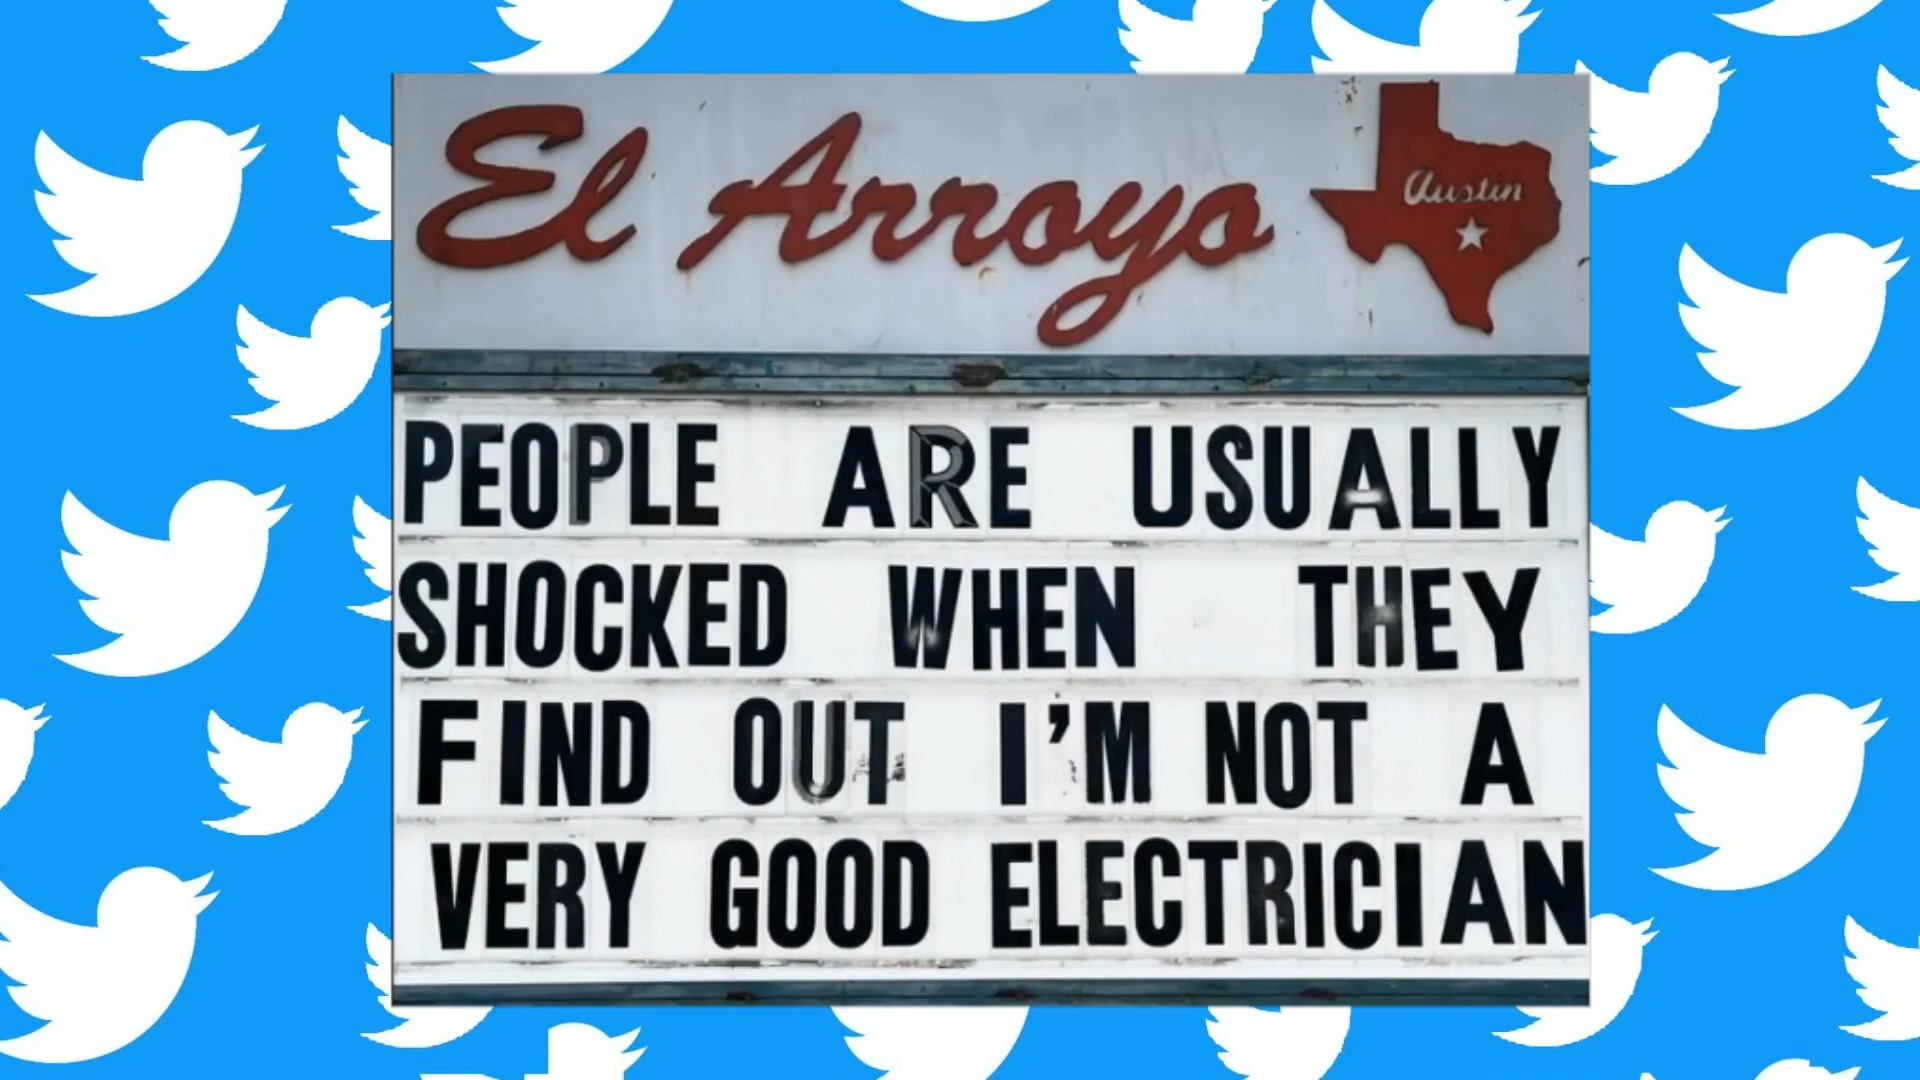 El Arroyo
Austin
PEOPLE ARE USUALLY
SHOCKED WHEN THEY
FIND OUT I'M NOT A
VERY GOOD ELECTRICIAN